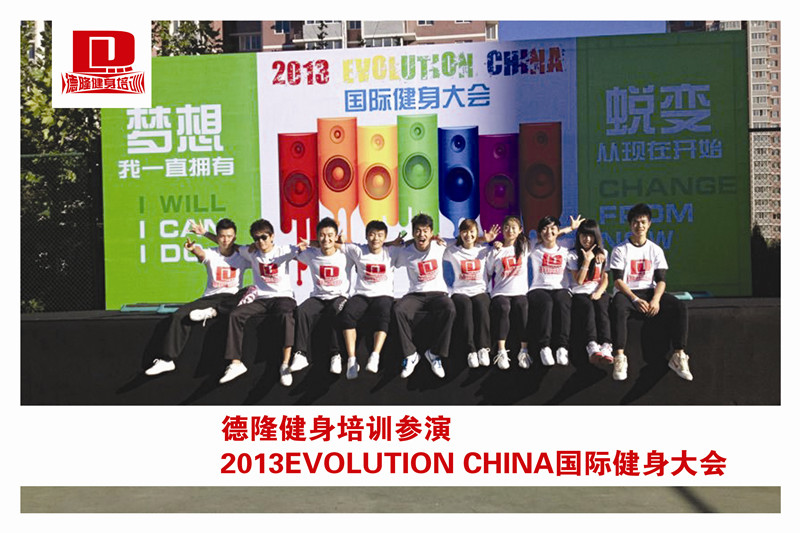 德隆健身培训
2013 EVOLUTION CHINA
国际健身大会
梦想
我一直拥有
I WILL
I CAN
I DO
蜕变
从现在开始
CHANGE
FROM
NOW
德隆健身培训参演
2013EVOLUTION CHINA国际健身大会